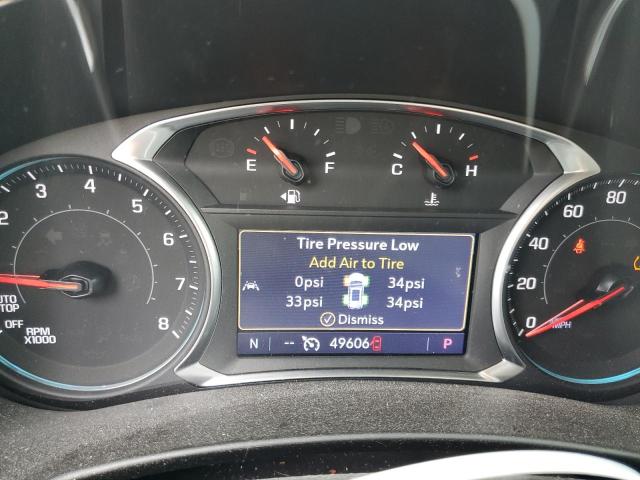 E F
C H
2 3 4 5 6 7 8
AUTO STOP
OFF
RPM
X1000
Tire Pressure Low
Add Air to Tire
0psi 34psi
33psi 34psi
Dismiss
N -- 49606 P
0 20 40 60 80
MPH